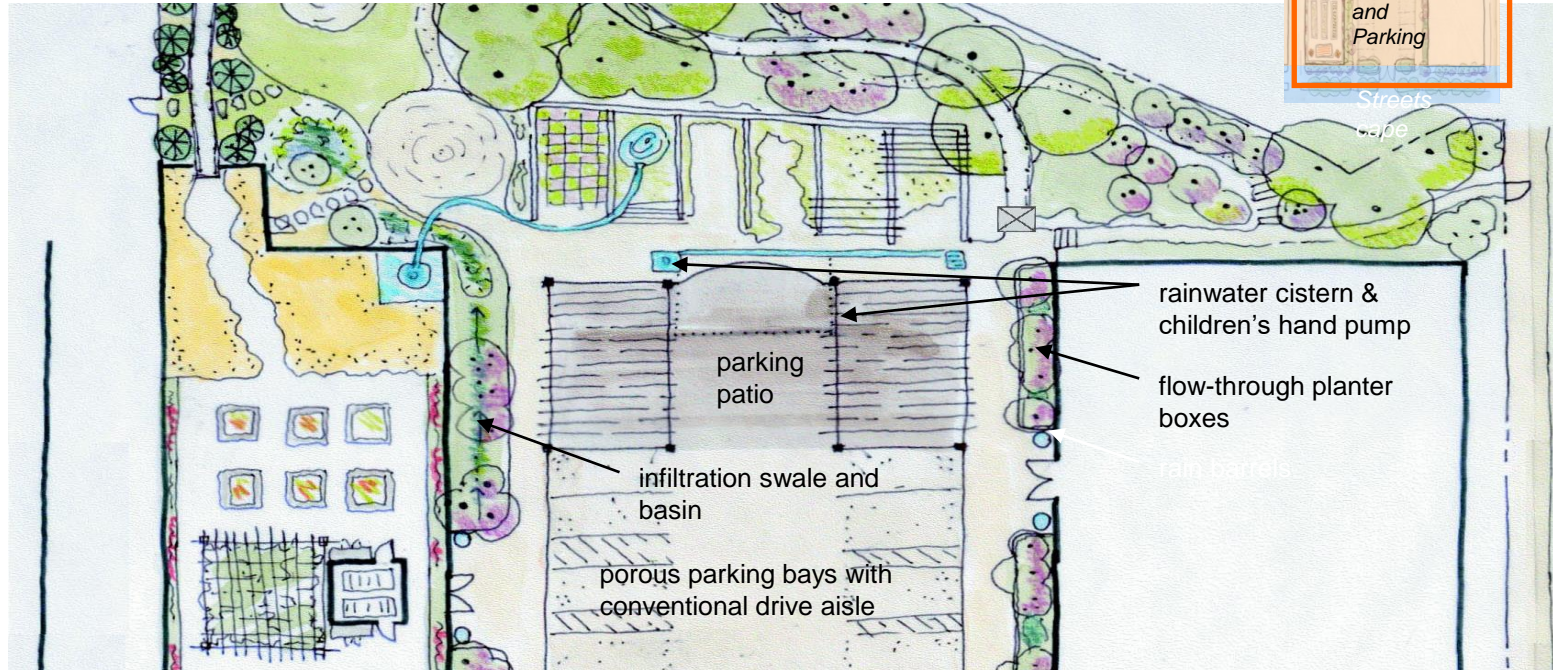 and
Parking
Streets
cape
rainwater cistern &
children's hand pump
parking
patio
flow-through planter
boxes
rain barrels
infiltration swale and
basin
porous parking bays with
conventional drive aisle